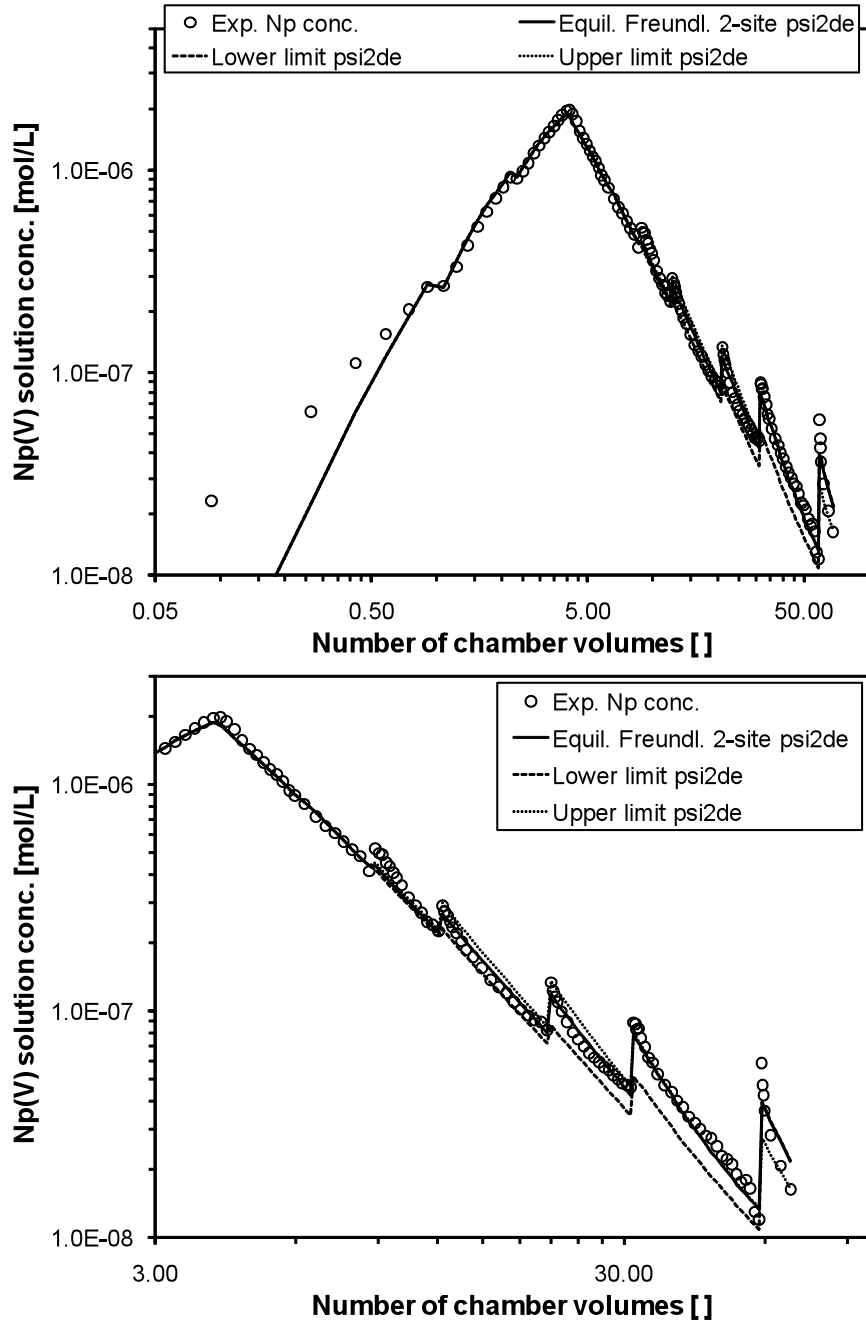 Exp. Np conc. Equil. Freundl. 2-site psi2de
Lower limit psi2de Upper limit psi2de
Np(V) solution conc. [mol/L]
1.0E-06
1.0E-07
1.0E-08
0.05 0.50 5.00 50.00
Number of chamber volumes [ ]
Exp. Np conc.
Equil. Freundl. 2-site psi2de
Lower limit psi2de
Upper limit psi2de
Np(V) solution conc. [mol/L]
1.0E-06
1.0E-07
1.0E-08
3.00 30.00
Number of chamber volumes [ ]